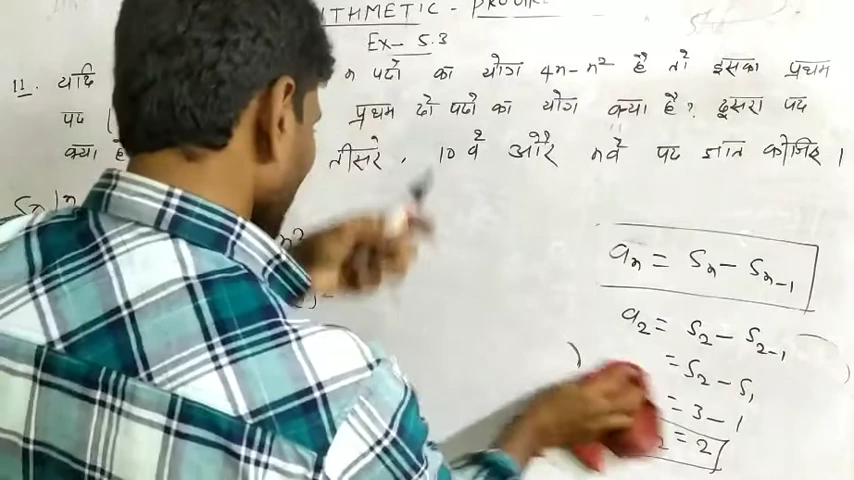 Ex- 5.3
11. यदि n पदो का योग 4n-n² है तो इसका प्रथम
पद प्रथम दो पदो का योग क्या है? दूसरा पद
क्या है तीसरे, 10 वे और nवे पद ज्ञात कोजिए।
aₙ = Sₙ - Sₙ₋₁
a₂ = S₂ - S₂₋₁
= S₂ - S₁
= 3 - 1
= 2